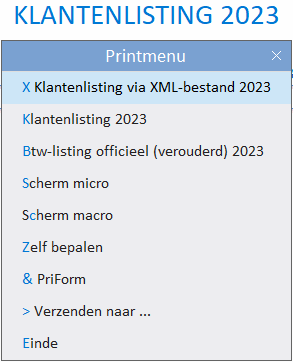 KLANTENLISTING 2023
Printmenu
X Klantenlisting via XML-bestand 2023
Klantenlisting 2023
Btw-listing officieel (verouderd) 2023
Scherm micro
Scherm macro
Zelf bepalen
& PriForm
> Verzenden naar ...
Einde